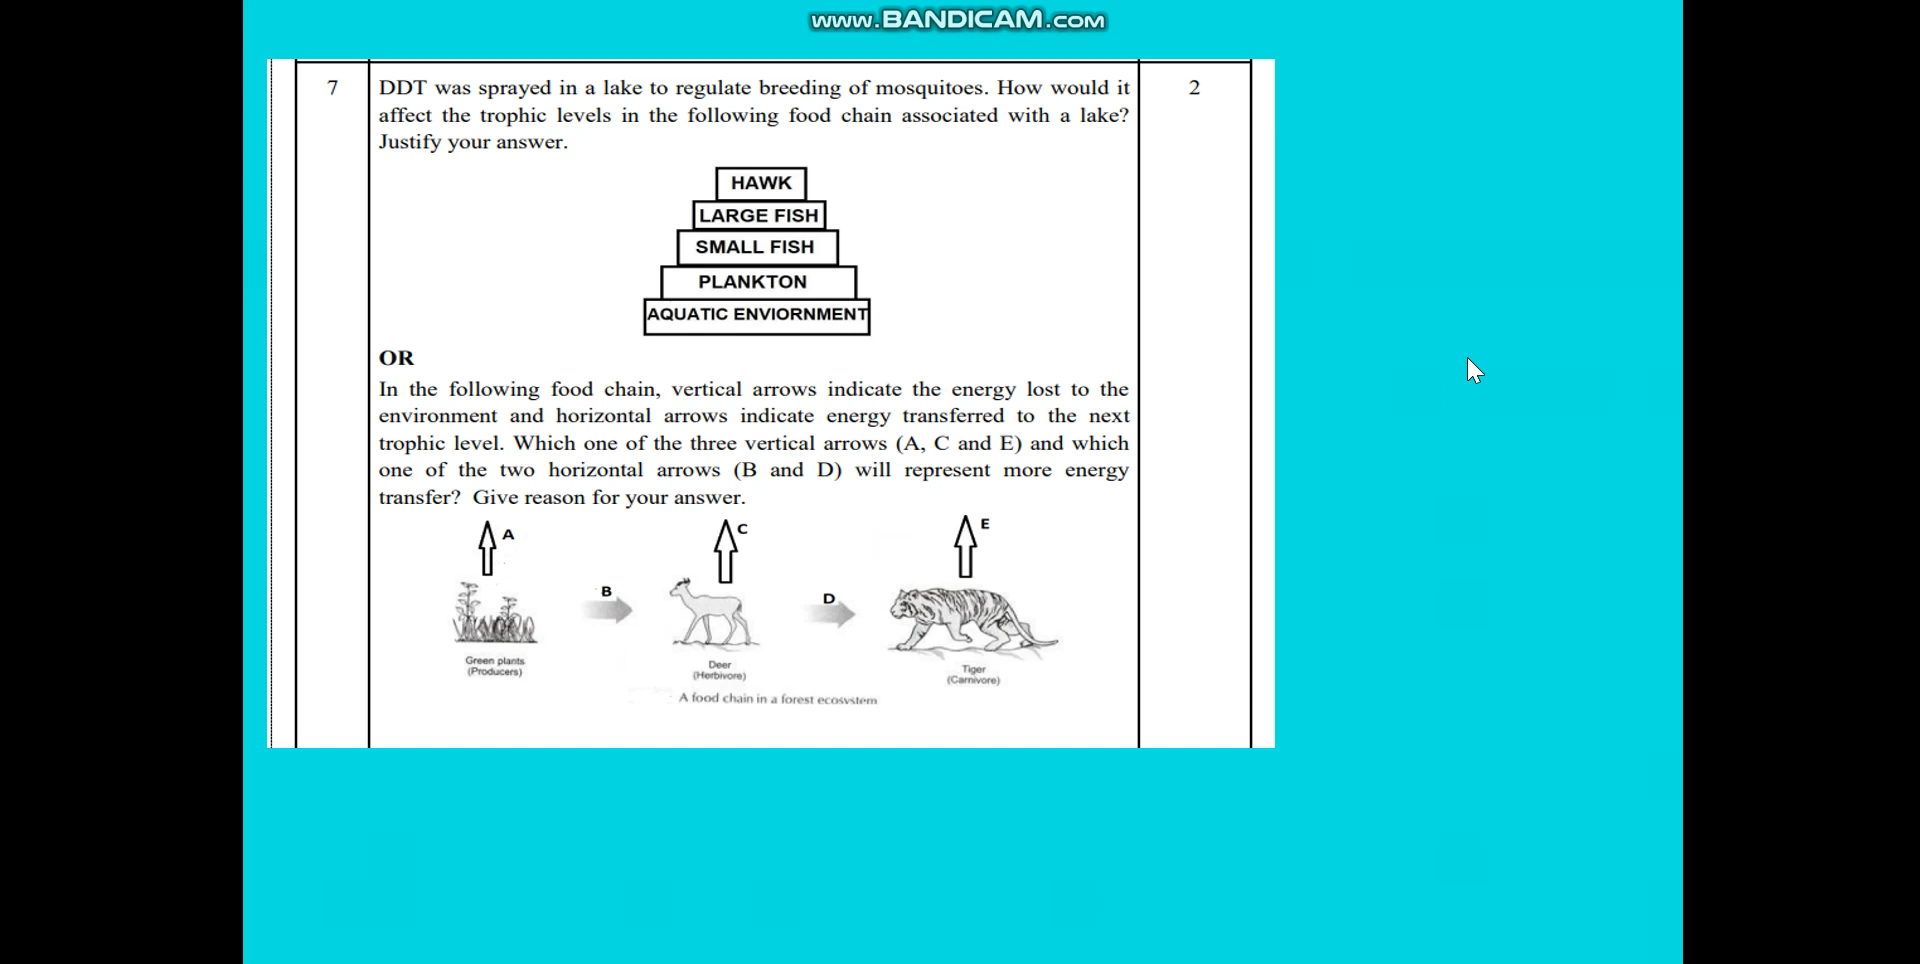 www.BANDICAM.com
7
DDT was sprayed in a lake to regulate breeding of mosquitoes. How would it
2
affect the trophic levels in the following food chain associated with a lake?
Justify your answer.
HAWK
LARGE FISH
SMALL FISH
PLANKTON
AQUATIC ENVIORNMENT
OR
In the following food chain, vertical arrows indicate the energy lost to the
environment and horizontal arrows indicate energy transferred to the next
trophic level. Which one of the three vertical arrows (A, C and E) and which
one of the two horizontal arrows (B and D) will represent more energy
transfer? Give reason for your answer.
A
C
E
B
D
Green plants
(Producers)
Deer
(Herbivore)
Tiger
(Carnivore)
A food chain in a forest ecosystem